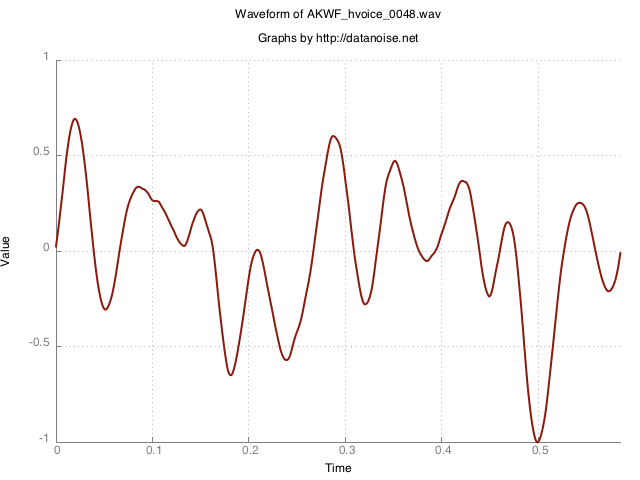 Waveform of AKWF_hvoice_0048.wav
Graphs by http://datanoise.net
1
0.5
0
-0.5
-1
Value
0 0.1 0.2 0.3 0.4 0.5
Time